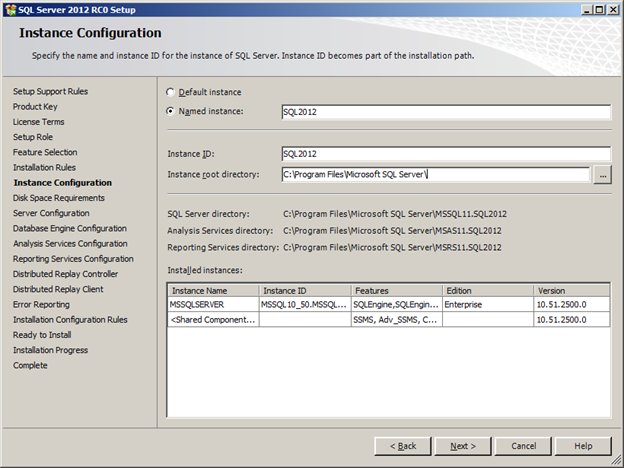 SQL Server 2012 RC0 Setup
Instance Configuration
Specify the name and instance ID for the instance of SQL Server. Instance ID becomes part of the installation path.
Setup Support Rules
Product Key
License Terms
Setup Role
Feature Selection
Installation Rules
Instance Configuration
Disk Space Requirements
Server Configuration
Database Engine Configuration
Analysis Services Configuration
Reporting Services Configuration
Distributed Replay Controller
Distributed Replay Client
Error Reporting
Installation Configuration Rules
Ready to Install
Installation Progress
Complete
Default instance
Named instance: SQL2012
Instance ID: SQL2012
Instance root directory: C:\Program Files\Microsoft SQL Server\ ...
SQL Server directory: C:\Program Files\Microsoft SQL Server\MSSQL11.SQL2012
Analysis Services directory: C:\Program Files\Microsoft SQL Server\MSAS11.SQL2012
Reporting Services directory: C:\Program Files\Microsoft SQL Server\MSRS11.SQL2012
Installed instances:
Instance Name Instance ID Features Edition Version
MSSQLSERVER MSSQL10_50.MSSQL... SQLEngine,SQLEngin... Enterprise 10.51.2500.0
<Shared Component... SSMS, Adv_SSMS, C... 10.51.2500.0
< Back Next > Cancel Help